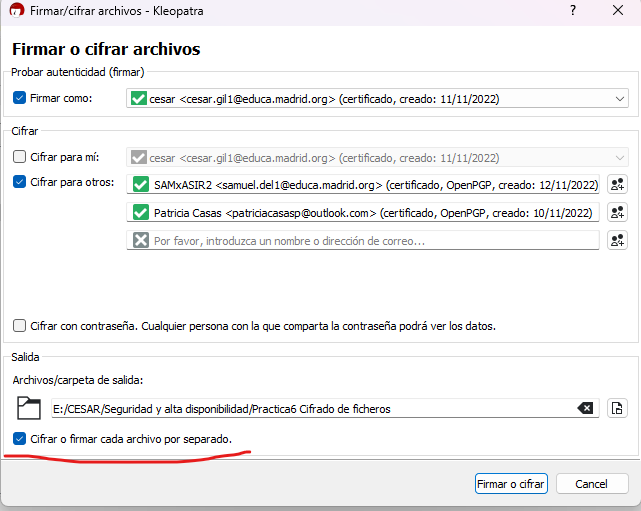 Firmar/cifrar archivos - Kleopatra
Firmar o cifrar archivos
Probar autenticidad (firmar)
Firmar como:
cesar <cesar.gil1@educa.madrid.org> (certificado, creado: 11/11/2022)
Cifrar
Cifrar para mí:
cesar <cesar.gil1@educa.madrid.org> (certificado, creado: 11/11/2022)
Cifrar para otros:
SAMxASIR2 <samuel.del1@educa.madrid.org> (certificado, OpenPGP, creado: 12/11/2022)
Patricia Casas <patriciacasasp@outlook.com> (certificado, OpenPGP, creado: 10/11/2022)
Por favor, introduzca un nombre o dirección de correo...
Cifrar con contraseña. Cualquier persona con la que comparta la contraseña podrá ver los datos.
Salida
Archivos/carpeta de salida:
E:/CESAR/Seguridad y alta disponibilidad/Practica6 Cifrado de ficheros
Cifrar o firmar cada archivo por separado.
Firmar o cifrar
Cancel